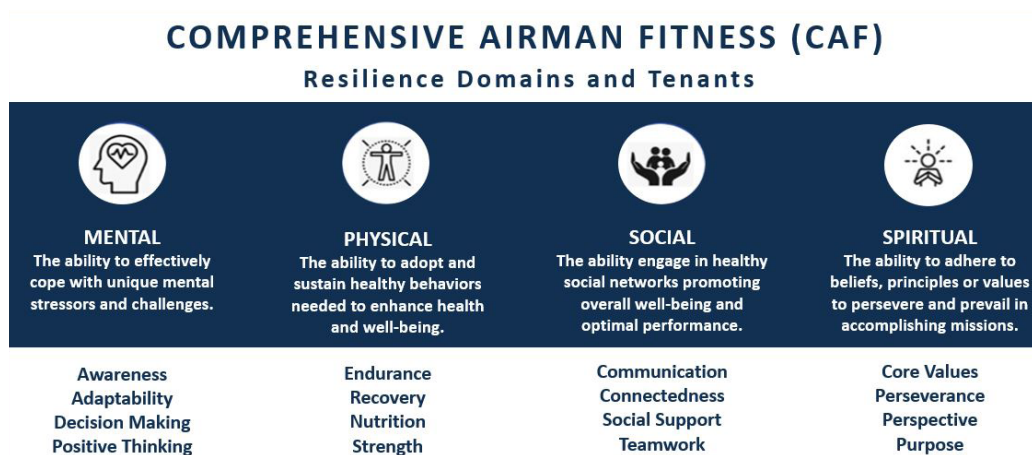 COMPREHENSIVE AIRMAN FITNESS (CAF)
Resilience Domains and Tenants
MENTAL
The ability to effectively
cope with unique mental
stressors and challenges.
PHYSICAL
The ability to adopt and
sustain healthy behaviors
needed to enhance health
and well-being.
SOCIAL
The ability engage in healthy
social networks promoting
overall well-being and
optimal performance.
SPIRITUAL
The ability to adhere to
beliefs, principles or values
to persevere and prevail in
accomplishing missions.
Awareness
Adaptability
Decision Making
Positive Thinking
Endurance
Recovery
Nutrition
Strength
Communication
Connectedness
Social Support
Teamwork
Core Values
Perseverance
Perspective
Purpose